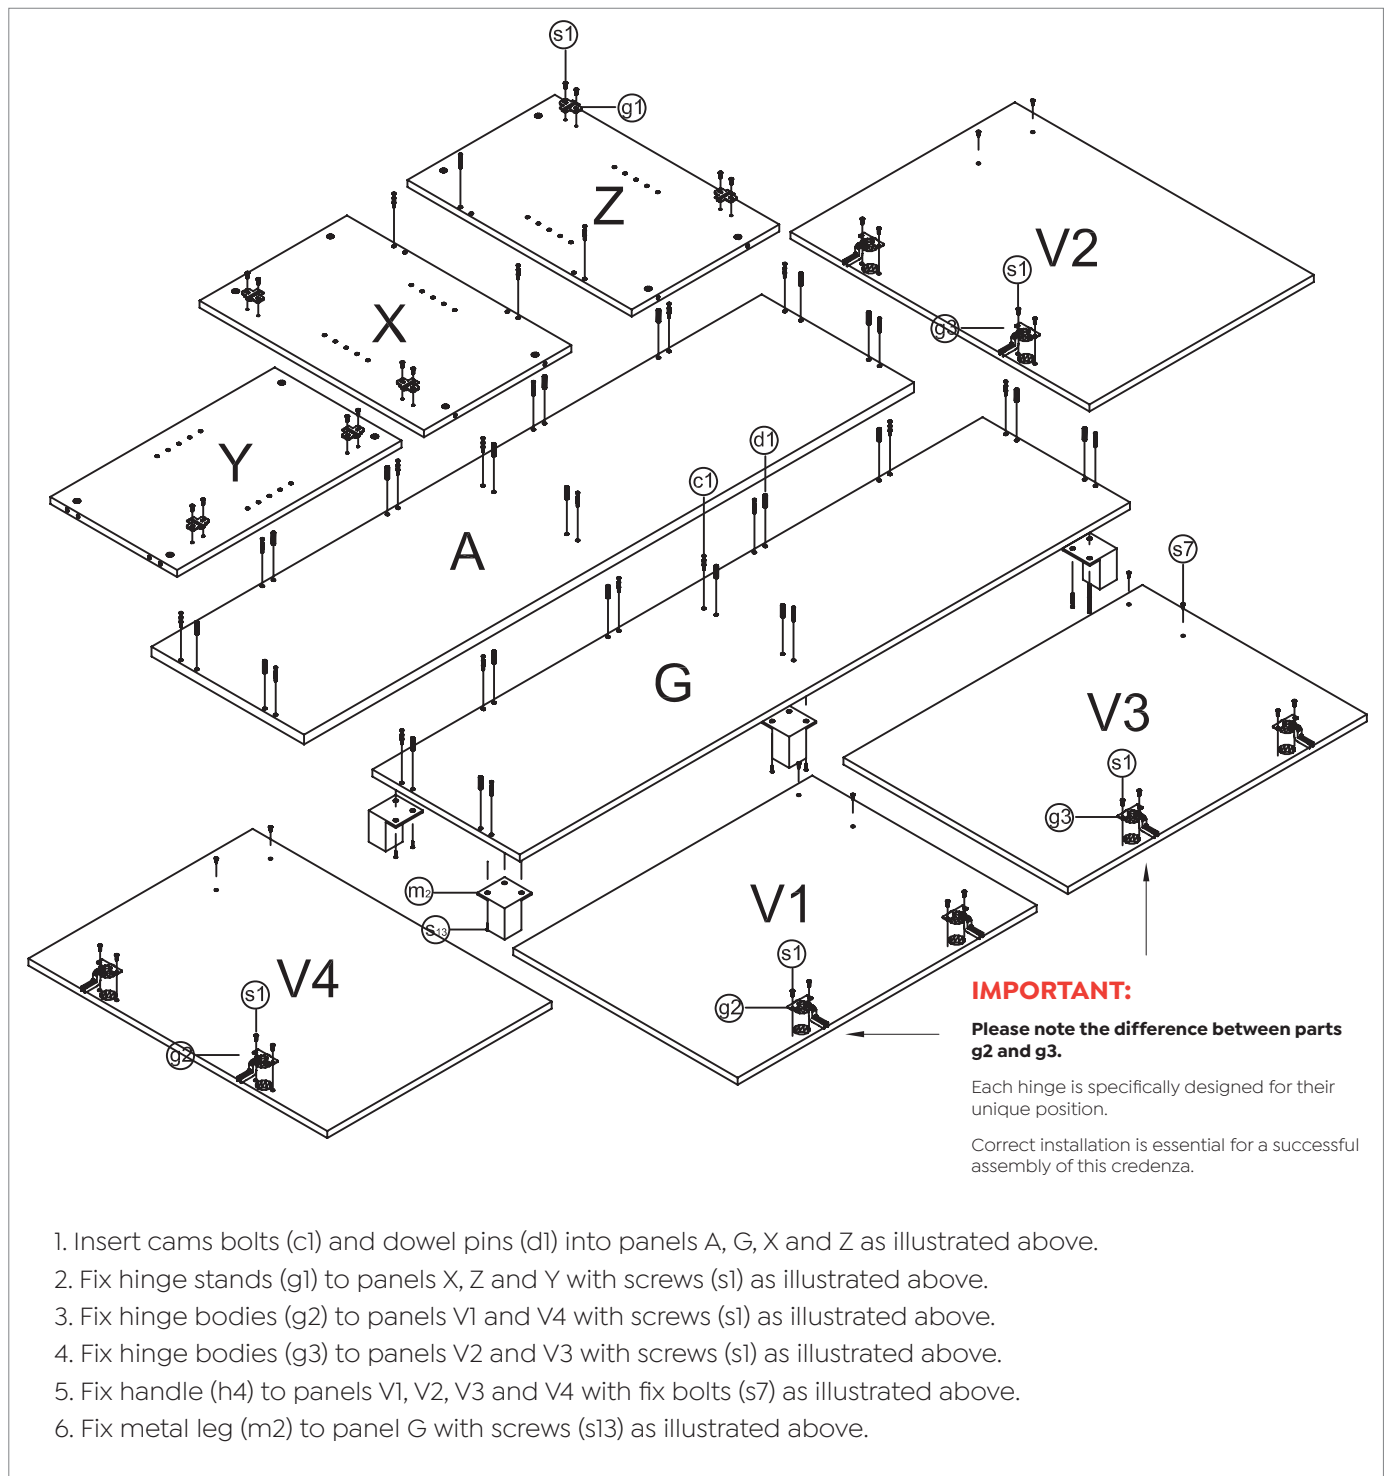 s1
g1
Z
V2
s1
g3
X
Y
d1
c1
A
s7
G
V3
s1
g3
m2
s13
V1
s1
g2
V4
s1
g2
IMPORTANT:
Please note the difference between parts
g2 and g3.
Each hinge is specifically designed for their
unique position.
Correct installation is essential for a successful
assembly of this credenza.
1. Insert cams bolts (c1) and dowel pins (d1) into panels A, G, X and Z as illustrated above.
2. Fix hinge stands (g1) to panels X, Z and Y with screws (s1) as illustrated above.
3. Fix hinge bodies (g2) to panels V1 and V4 with screws (s1) as illustrated above.
4. Fix hinge bodies (g3) to panels V2 and V3 with screws (s1) as illustrated above.
5. Fix handle (h4) to panels V1, V2, V3 and V4 with fix bolts (s7) as illustrated above.
6. Fix metal leg (m2) to panel G with screws (s13) as illustrated above.